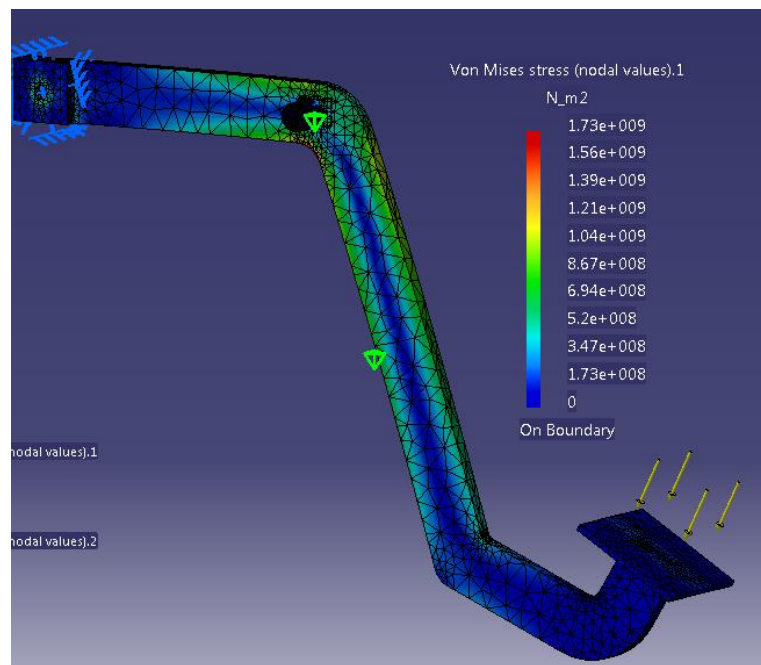 Von Mises stress (nodal values).1
N_m2
1.73e+009
1.56e+009
1.39e+009
1.21e+009
1.04e+009
8.67e+008
6.94e+008
5.2e+008
3.47e+008
1.73e+008
0
On Boundary
nodal values).1
nodal values).2